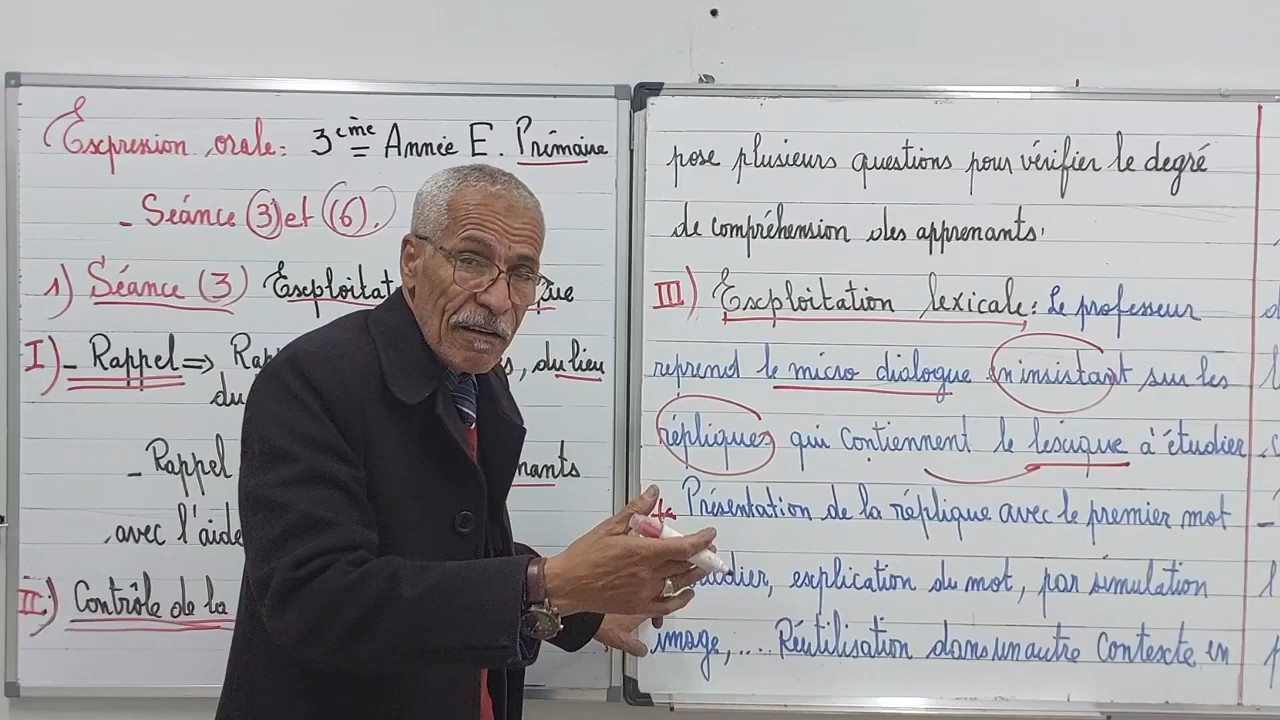 Expression orale: 3ème Année E. Primaire
- Séance (3) et (6).
1) Séance (3) Exploitat
I) - Rappel => Rap s, du lieu
du
- Rappel nants
avec l'aide
II) Contrôle de la
pose plusieurs questions pour vérifier le degré
de compréhension des apprenants.
III) Exploitation lexicale: Le professeur
reprend le micro dialogue en insistant sur les
répliques qui contiennent le lexique à étudier
Présentation de la réplique avec le premier mot
udier, explication du mot, par simulation
image,.... Réutilisation dans un autre contexte, en